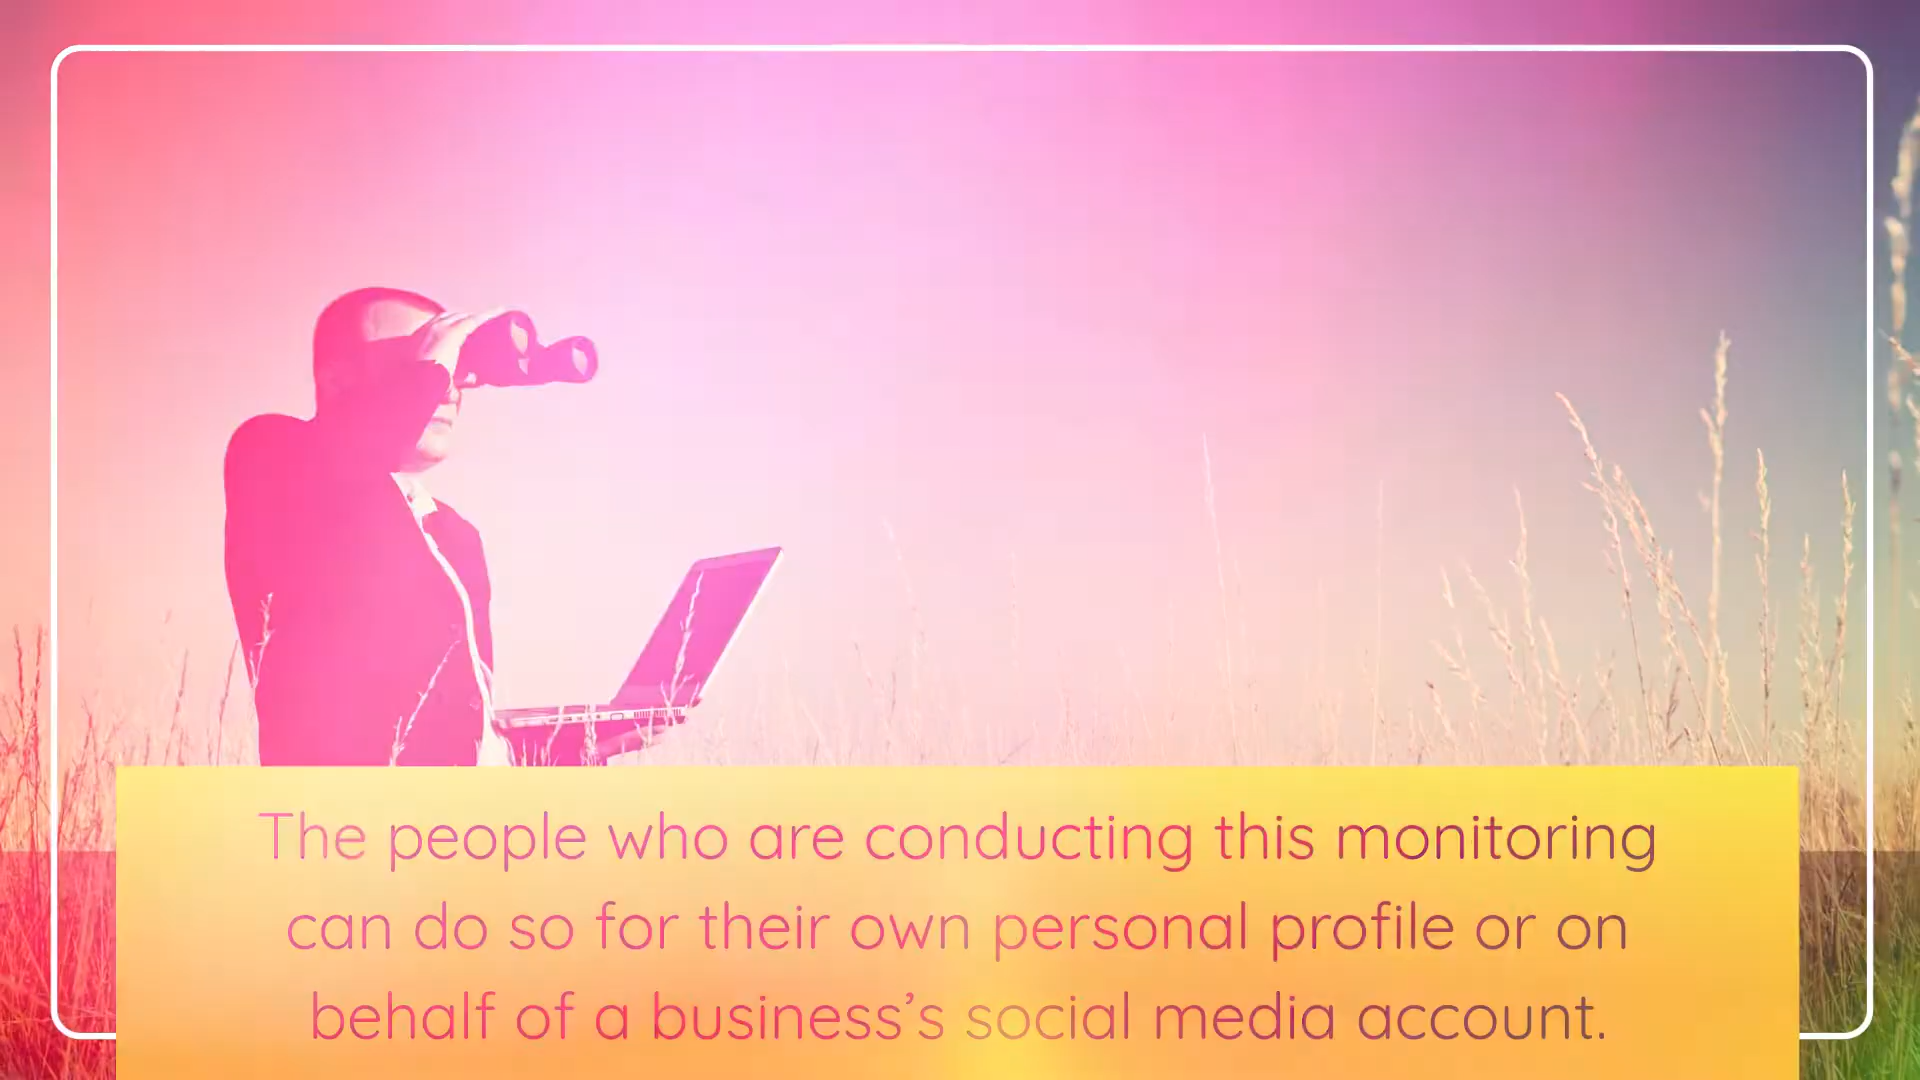 The people who are conducting this monitoring
can do so for their own personal profile or on
behalf of a business’s social media account.